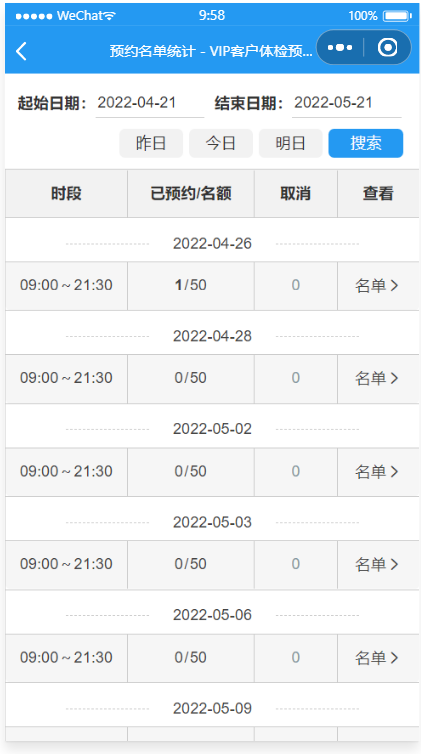 WeChat 9:58 100%
预约名单统计 - VIP客户体检预...
起始日期: 2022-04-21 结束日期: 2022-05-21
昨日 今日 明日 搜索
时段 已预约/名额 取消 查看
2022-04-26
09:00 ~ 21:30 1/50 0 名单
2022-04-28
09:00 ~ 21:30 0/50 0 名单
2022-05-02
09:00 ~ 21:30 0/50 0 名单
2022-05-03
09:00 ~ 21:30 0/50 0 名单
2022-05-06
09:00 ~ 21:30 0/50 0 名单
2022-05-09